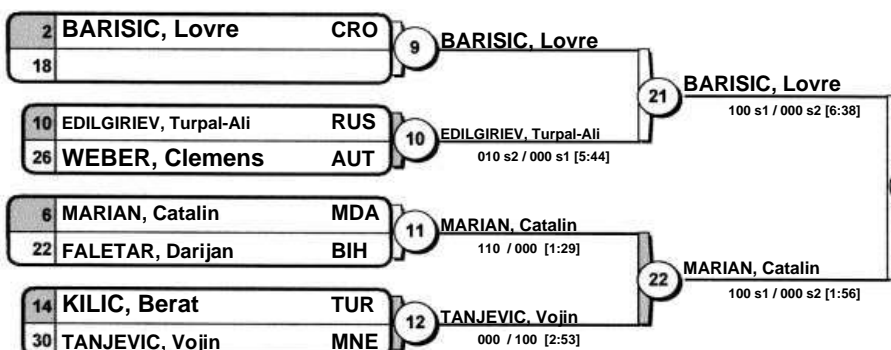 2 BARISIC, Lovre CRO
18
9
BARISIC, Lovre
10 EDILGIRIEV, Turpal-Ali RUS
26 WEBER, Clemens AUT
10
EDILGIRIEV, Turpal-Ali
010 s2 / 000 s1 [5:44]
21
BARISIC, Lovre
100 s1 / 000 s2 [6:38]
6 MARIAN, Catalin MDA
22 FALETAR, Darijan BIH
11
MARIAN, Catalin
110 / 000 [1:29]
14 KILIC, Berat TUR
30 TANJEVIC, Vojin MNE
12
TANJEVIC, Vojin
000 / 100 [2:53]
22
MARIAN, Catalin
100 s1 / 000 s2 [1:56]